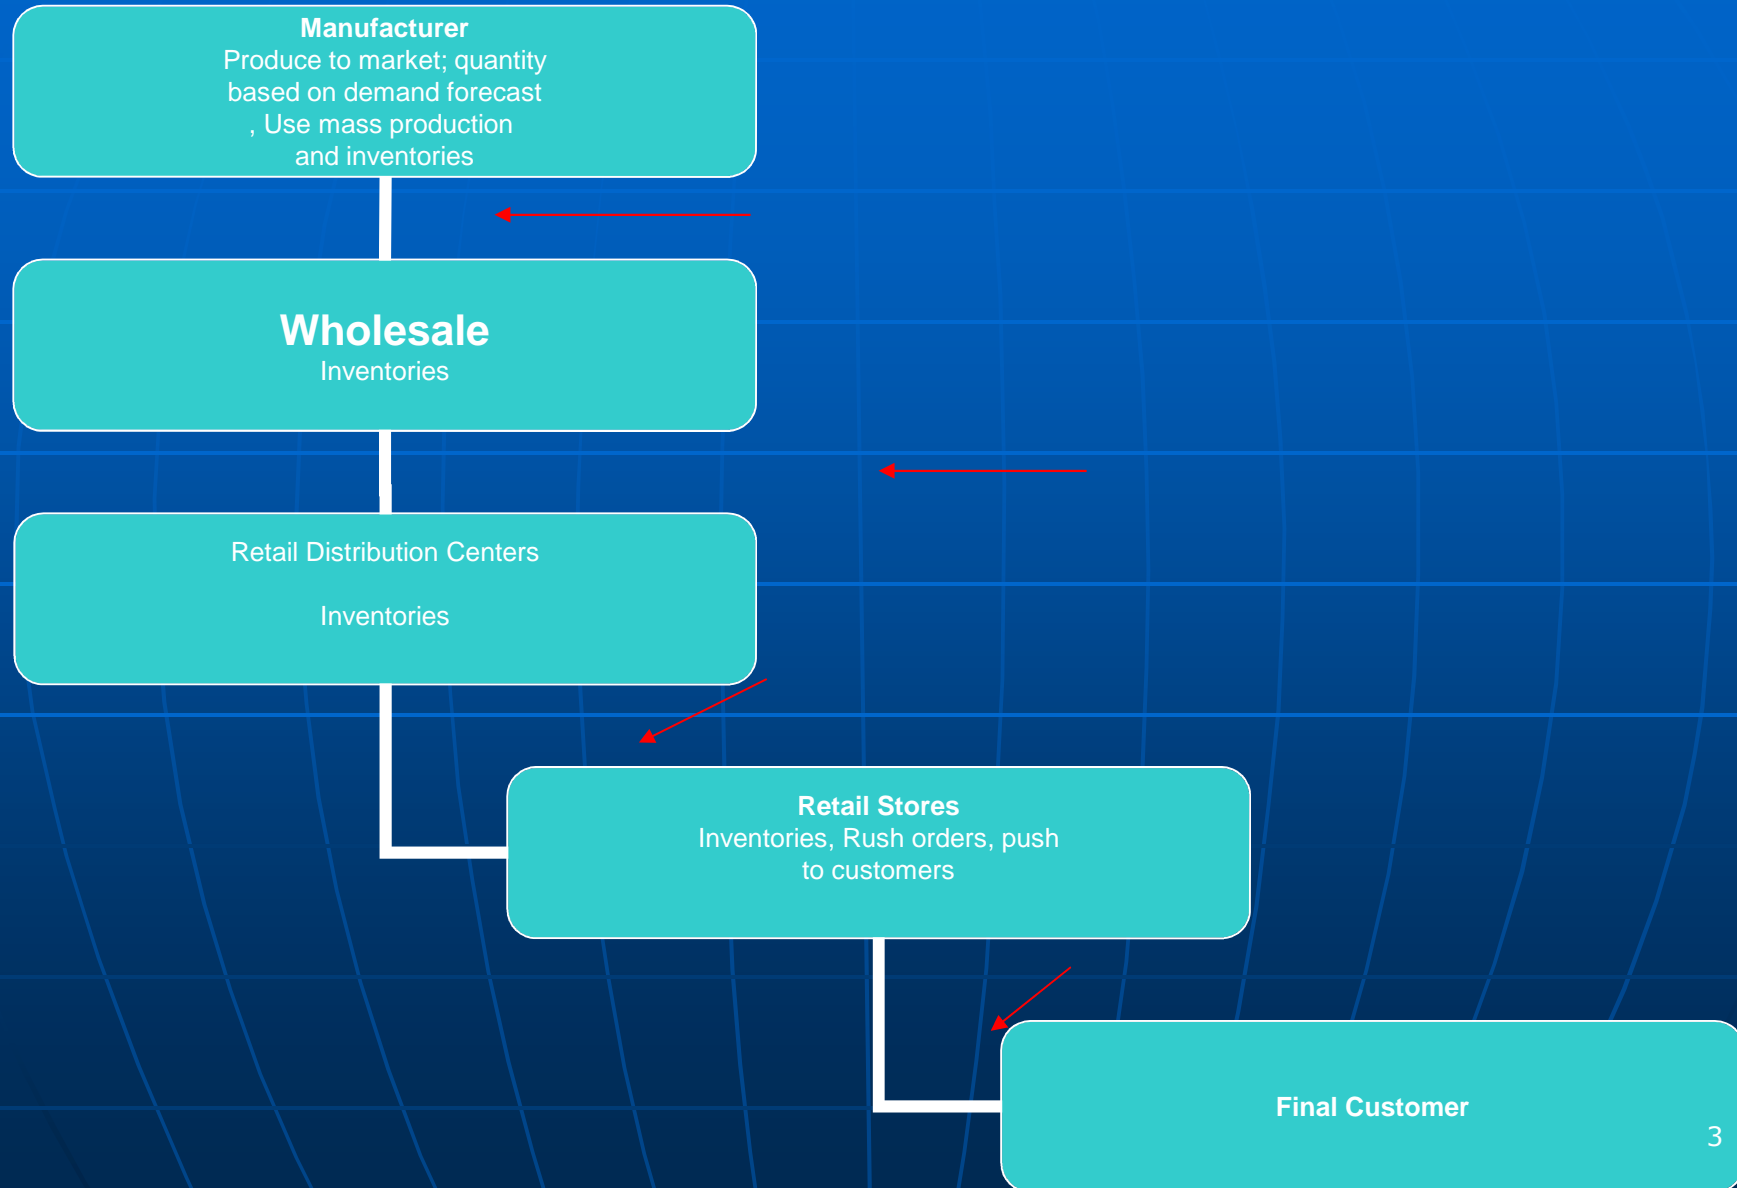 Manufacturer
Produce to market; quantity
based on demand forecast
, Use mass production
and inventories
Wholesale
Inventories
Retail Distribution Centers
Inventories
Retail Stores
Inventories, Rush orders, push
to customers
Final Customer
3